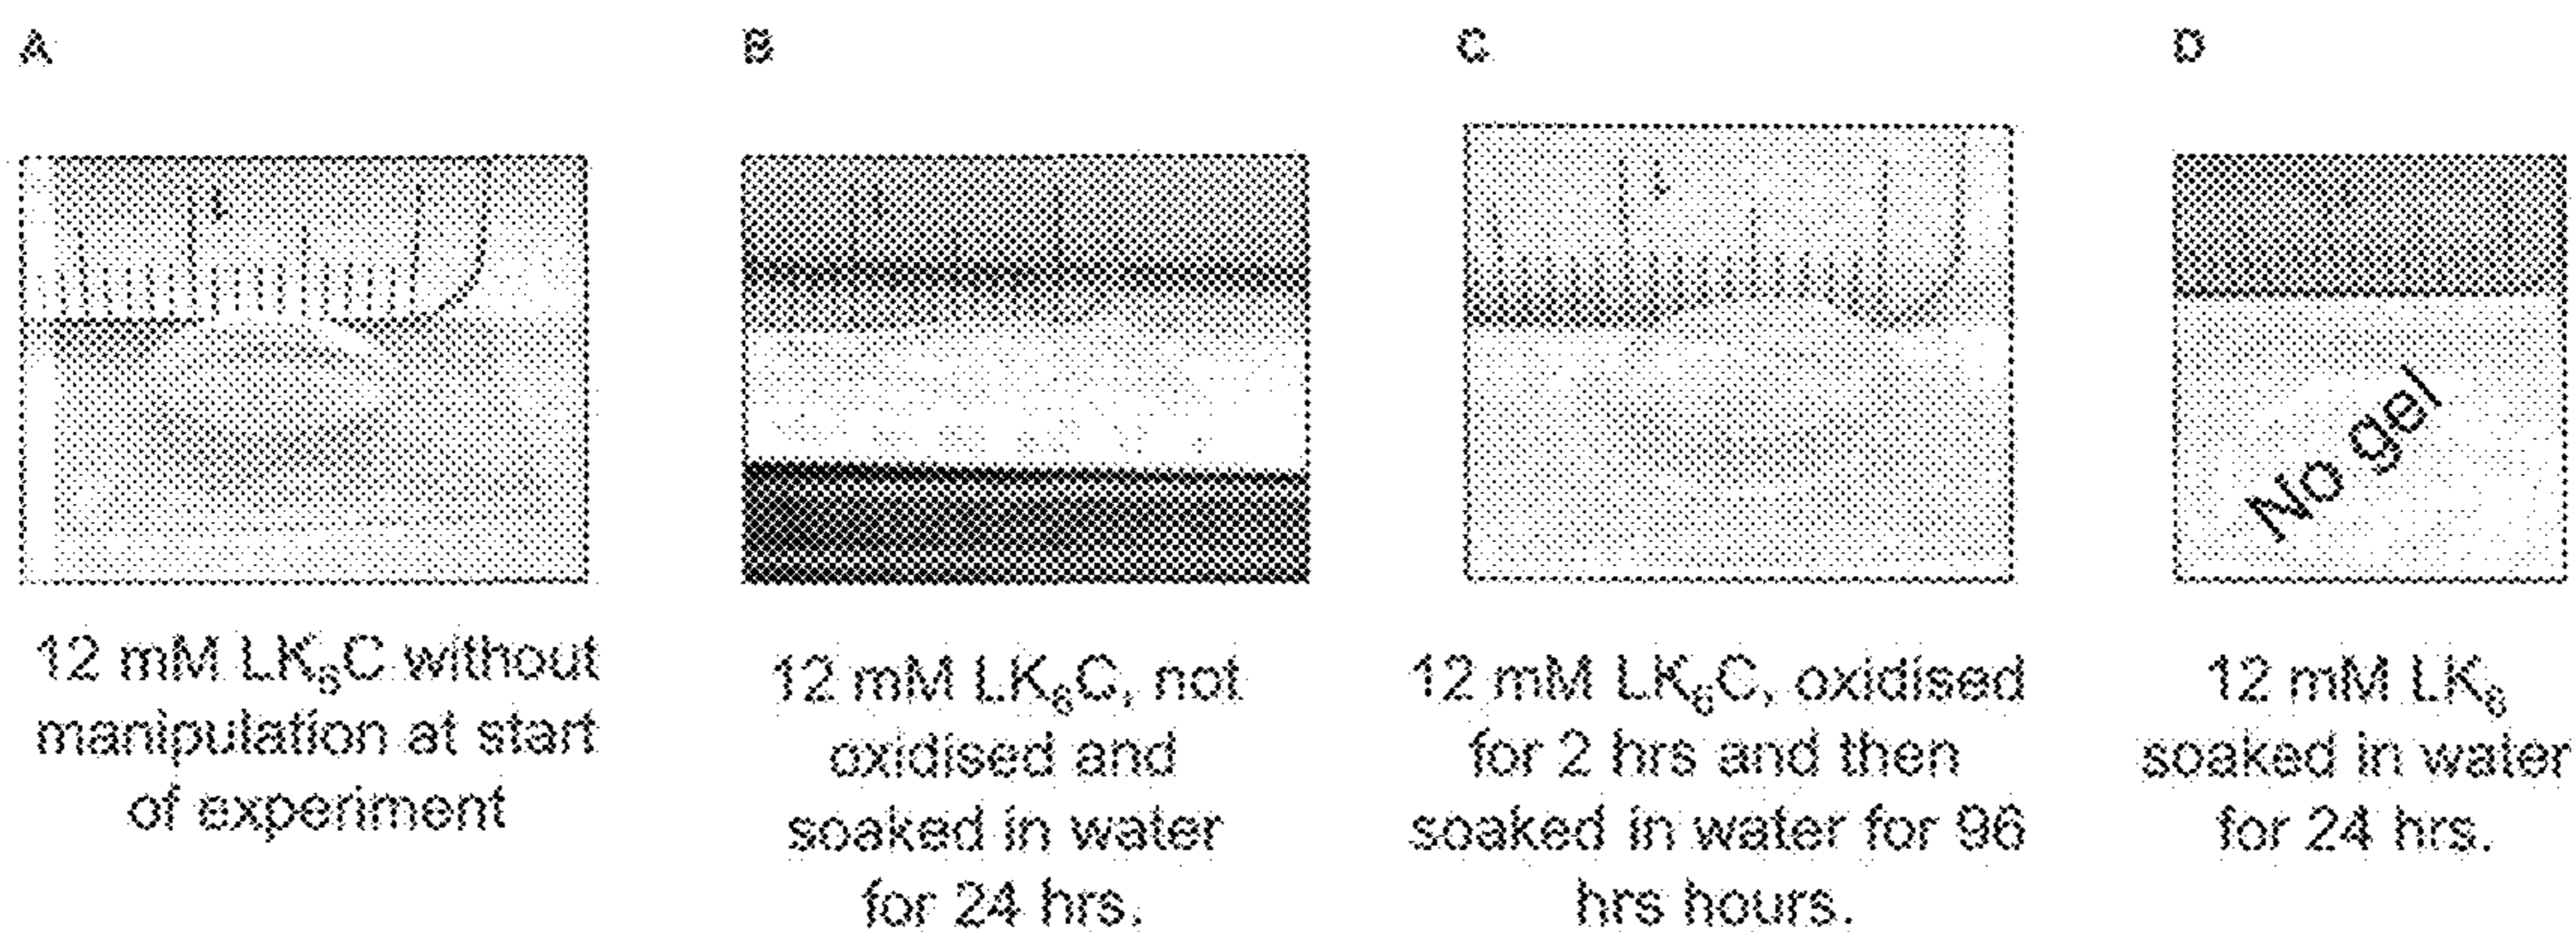 A
B
C
D
No gel
12 mM LK₆C without
manipulation at start
of experiment
12 mM LK₆C, not
oxidised and
soaked in water
for 24 hrs.
12 mM LK₆C, oxidised
for 2 hrs and then
soaked in water for 96
hrs hours.
12 mM LK₆
soaked in water
for 24 hrs.